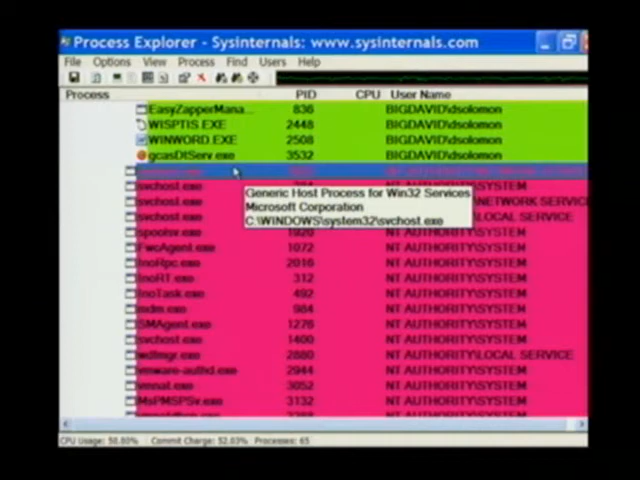 Process Explorer - Sysinternals: www.sysinternals.com
File Options View Process Find Users Help
Process PID CPU User Name
EasyZapperMana... 836 BIGDAVID\dsolomon
WISPTIS.EXE 2448 BIGDAVID\dsolomon
WINWORD.EXE 2508 BIGDAVID\dsolomon
gcasDtServ.exe 3532 BIGDAVID\dsolomon
svchost.exe NT AUTHORITY\SYSTEM
Generic Host Process for Win32 Services
Microsoft Corporation
C:\WINDOWS\system32\svchost.exe
svchost.exe NETWORK SERVICE
svchost.exe LOCAL SERVICE
spoolsv.exe 1920 NT AUTHORITY\SYSTEM
FwcAgent.exe 1072 NT AUTHORITY\SYSTEM
InoRpc.exe 2016 NT AUTHORITY\SYSTEM
InoRT.exe 312 NT AUTHORITY\SYSTEM
InoTask.exe 492 NT AUTHORITY\SYSTEM
mdm.exe 984 NT AUTHORITY\SYSTEM
SMAgent.exe 1276 NT AUTHORITY\SYSTEM
svchost.exe 1400 NT AUTHORITY\SYSTEM
wdfmgr.exe 2880 NT AUTHORITY\LOCAL SERVICE
vmware-authd.exe 2944 NT AUTHORITY\SYSTEM
vmnat.exe 3052 NT AUTHORITY\SYSTEM
MsPMSPSv.exe 3132 NT AUTHORITY\SYSTEM
CPU Usage: 50.00% Commit Charge: 52.03% Processes: 65